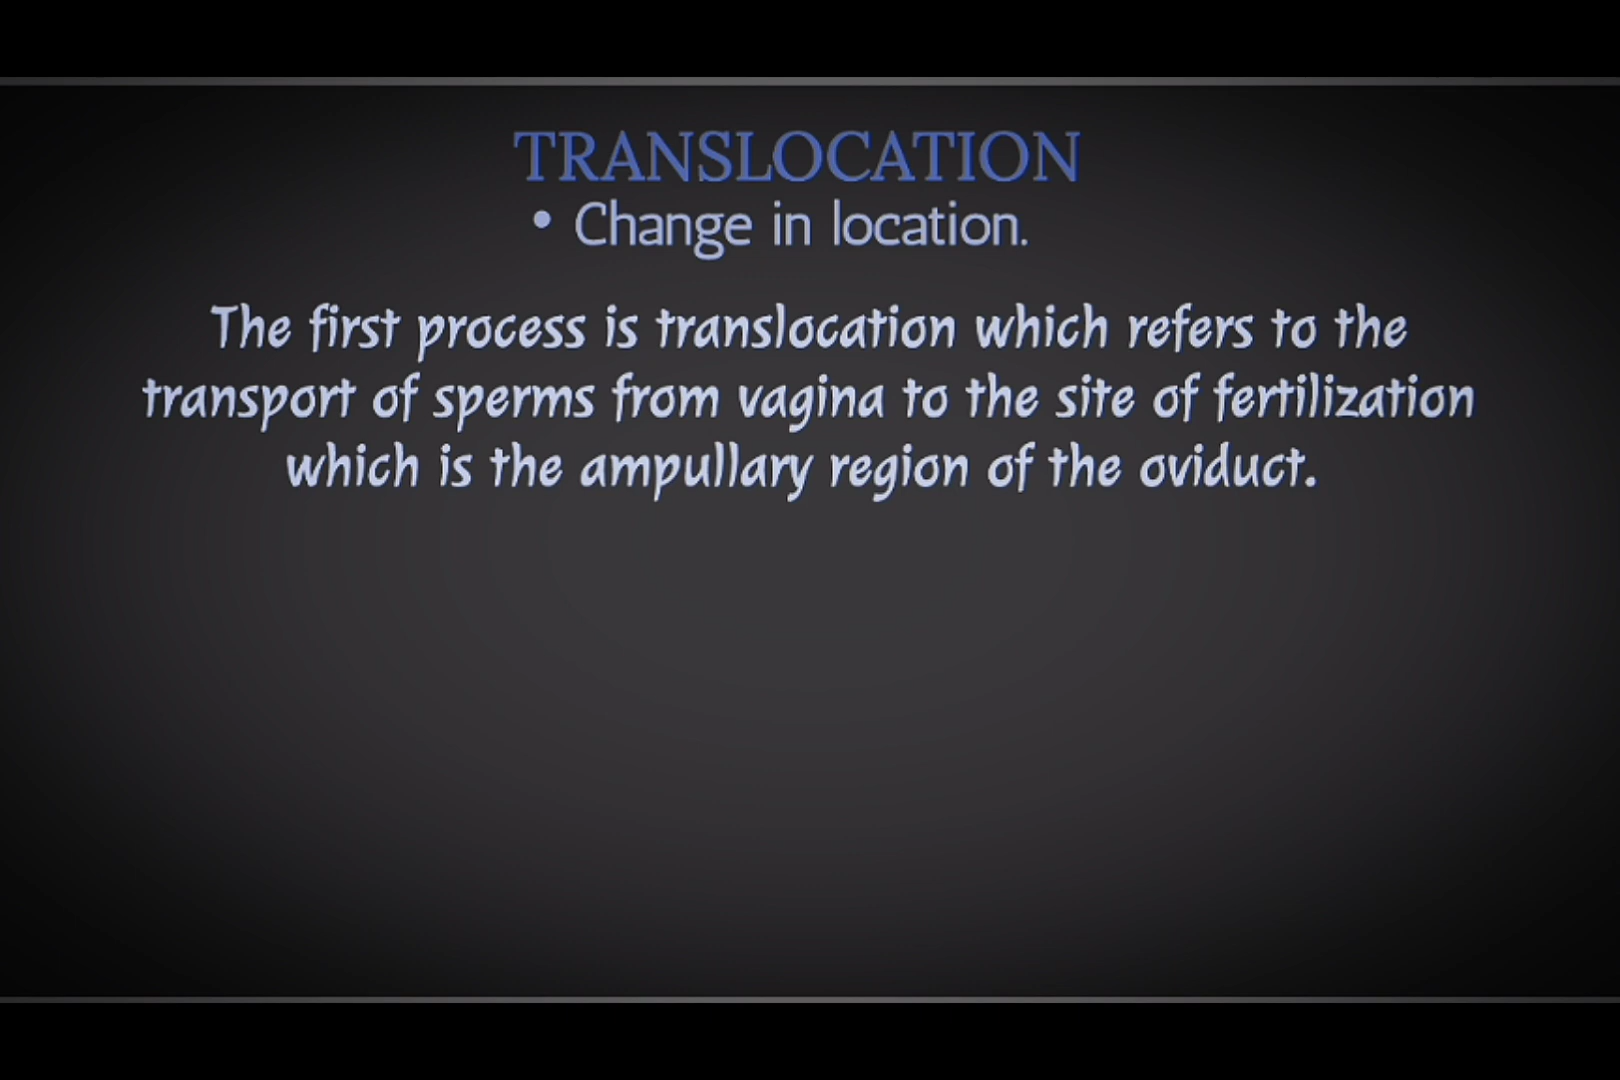 TRANSLOCATION
• Change in location.
The first process is translocation which refers to the
transport of sperms from vagina to the site of fertilization
which is the ampullary region of the oviduct.